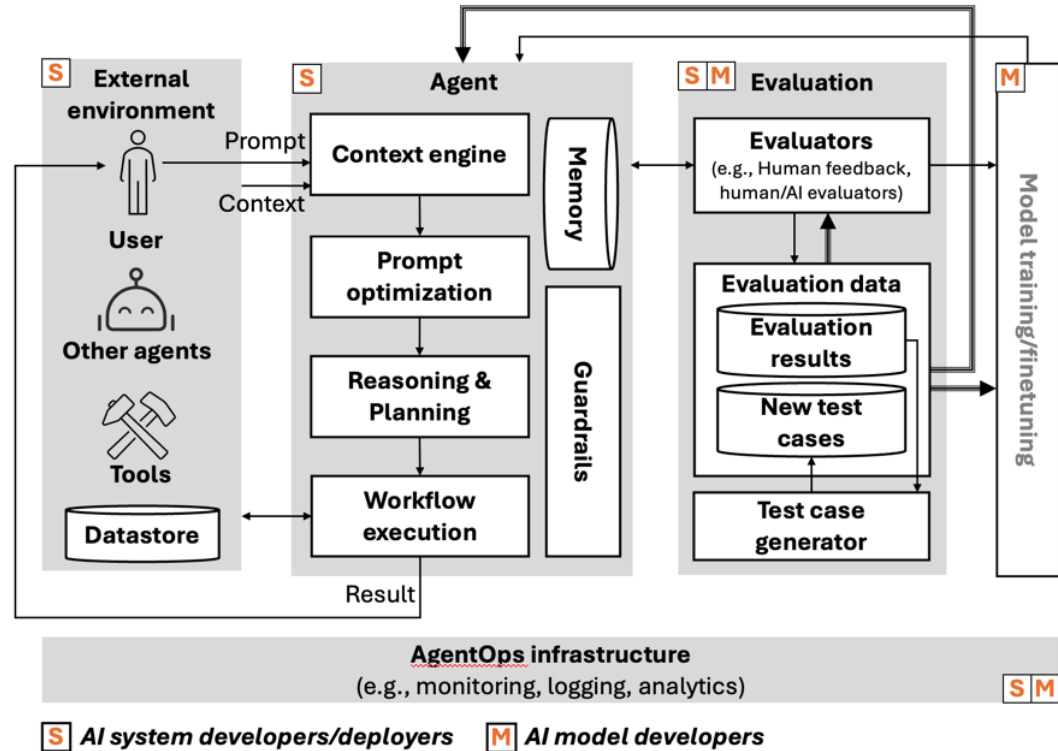 S
External
environment
Prompt
Context
User
Other agents
Tools
Datastore
S
Agent
Context engine
Prompt
optimization
Reasoning &
Planning
Workflow
execution
Memory
Guardrails
Result
S M
Evaluation
Evaluators
(e.g., Human feedback,
human/AI evaluators)
Evaluation data
Evaluation
results
New test
cases
Test case
generator
M
Model training/finetuning
AgentOps infrastructure
(e.g., monitoring, logging, analytics)
S M
S AI system developers/deployers
M AI model developers